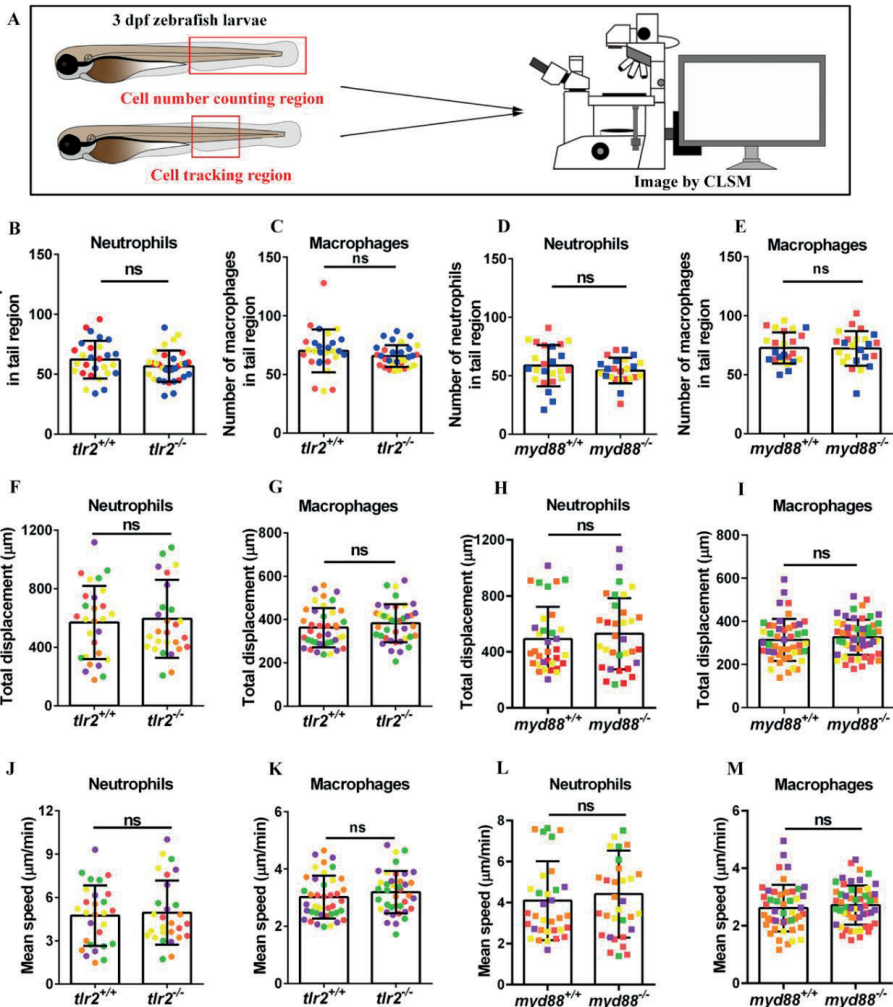 A
3 dpf zebrafish larvae
Cell number counting region
Cell tracking region
Image by CLSM
B
Neutrophils
ns
in tail region
150
100
50
0
tlr2+/+
tlr2-/-
C
Macrophages
ns
Number of macrophages
in tail region
150
100
50
0
tlr2+/+
tlr2-/-
D
Neutrophils
ns
Number of neutrophils
in tail region
150
100
50
0
myd88+/+
myd88-/-
E
Macrophages
ns
Number of macrophages
in tail region
150
100
50
0
myd88+/+
myd88-/-
F
Neutrophils
ns
Total displacement (μm)
1200
800
400
0
tlr2+/+
tlr2-/-
G
Macrophages
ns
Total displacement (μm)
800
600
400
200
0
tlr2+/+
tlr2-/-
H
Neutrophils
ns
Total displacement (μm)
1200
800
400
0
myd88+/+
myd88-/-
I
Macrophages
ns
Total displacement (μm)
800
600
400
200
0
myd88+/+
myd88-/-
J
Neutrophils
ns
Mean speed (μm/min)
12
9
6
3
0
tlr2+/+
tlr2-/-
K
Macrophages
ns
Mean speed (μm/min)
6
4
2
0
tlr2+/+
tlr2-/-
L
Neutrophils
ns
Mean speed (μm/min)
8
6
4
2
0
myd88+/+
myd88-/-
M
Macrophages
ns
Mean speed (μm/min)
6
4
2
0
myd88+/+
myd88-/-